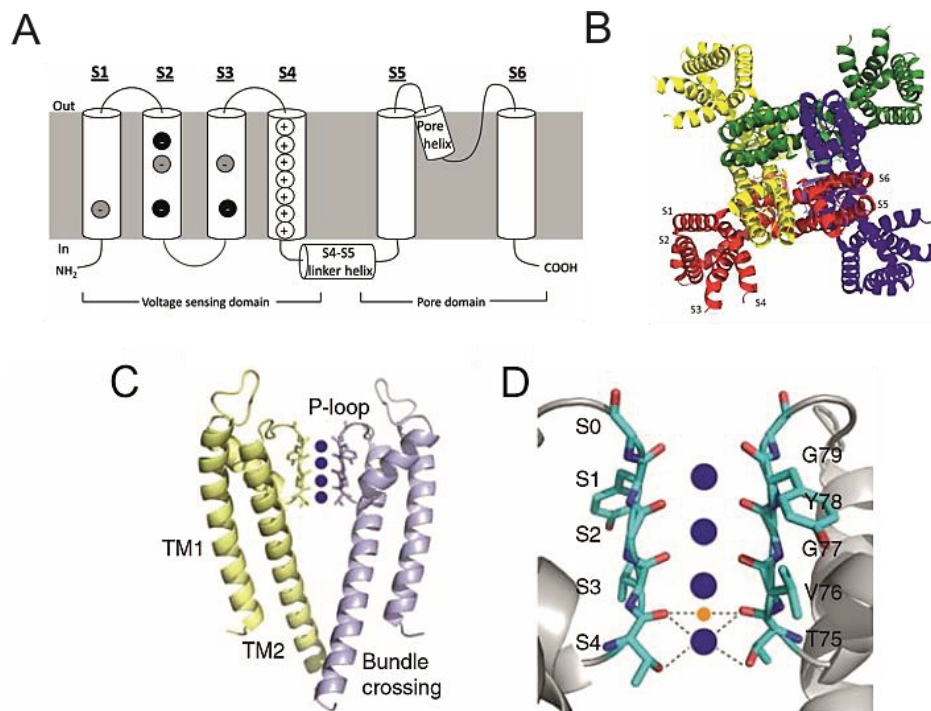 A
S1 S2 S3 S4 S5 S6
Out
Pore
helix
- - - - - -
+
+
+
+
+
+
+
In
NH2
S4-S5
linker helix
COOH
Voltage sensing domain
Pore domain
B
S6
S5
S1
S2
S3
S4
C
P-loop
TM1
TM2
Bundle
crossing
D
S0
G79
S1
Y78
S2
G77
S3
V76
S4
T75